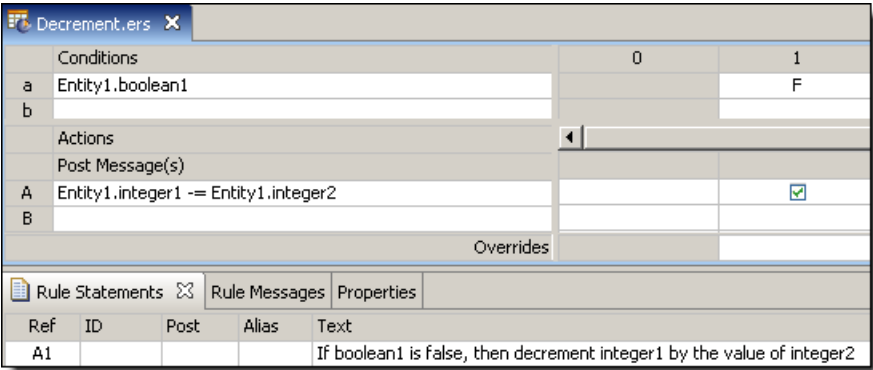 Decrement.ers
Conditions 0 1
a Entity1.boolean1 F
b
Actions
Post Message(s)
A Entity1.integer1 -= Entity1.integer2
B
Overrides
Rule Statements Rule Messages Properties
Ref ID Post Alias Text
A1 If boolean1 is false, then decrement integer1 by the value of integer2